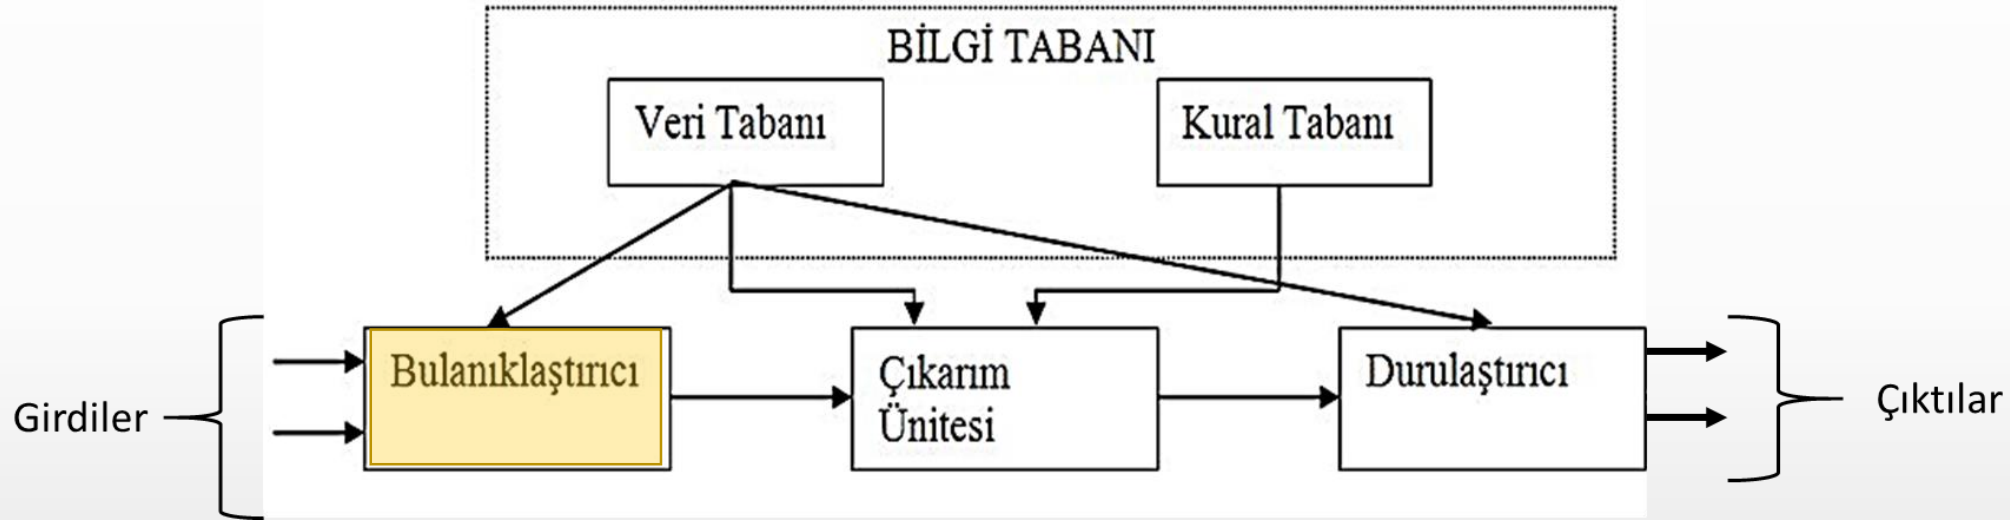 BİLGİ TABANI
Veri Tabanı
Kural Tabanı
Girdiler
Bulanıklaştırıcı
Çıkarım
Ünitesi
Durulaştırıcı
Çıktılar